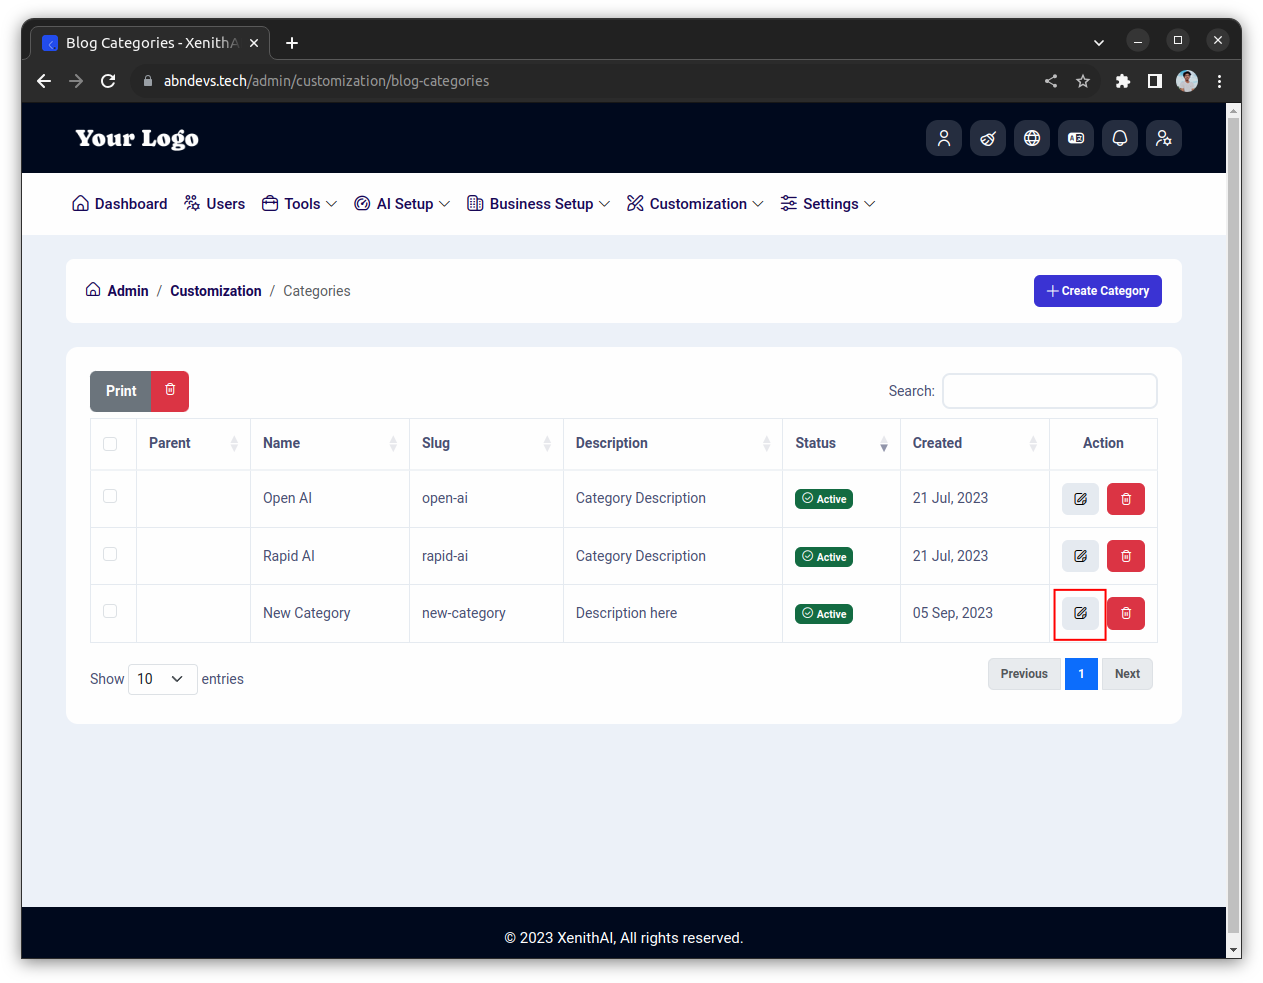 Blog Categories - XenithA
abndevs.tech/admin/customization/blog-categories
Your Logo
Dashboard Users Tools AI Setup Business Setup Customization Settings
Admin / Customization / Categories
Create Category
Print
Search:
Parent Name Slug Description Status Created Action
Open AI open-ai Category Description Active 21 Jul, 2023
Rapid AI rapid-ai Category Description Active 21 Jul, 2023
New Category new-category Description here Active 05 Sep, 2023
Show 10 entries
Previous 1 Next
© 2023 XenithAI, All rights reserved.